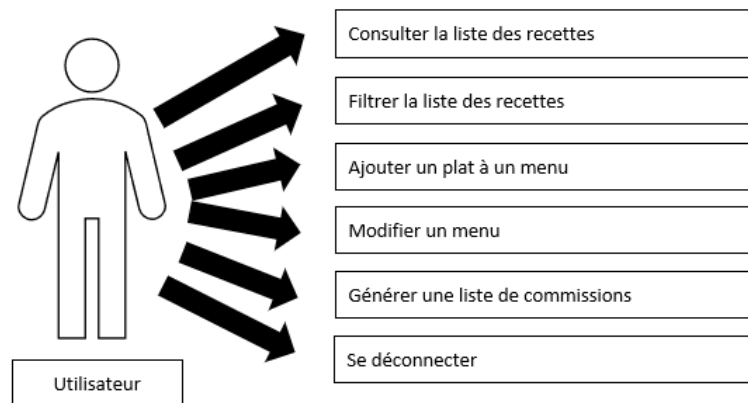 Consulter la liste des recettes
Filtrer la liste des recettes
Ajouter un plat à un menu
Modifier un menu
Générer une liste de commissions
Se déconnecter
Utilisateur